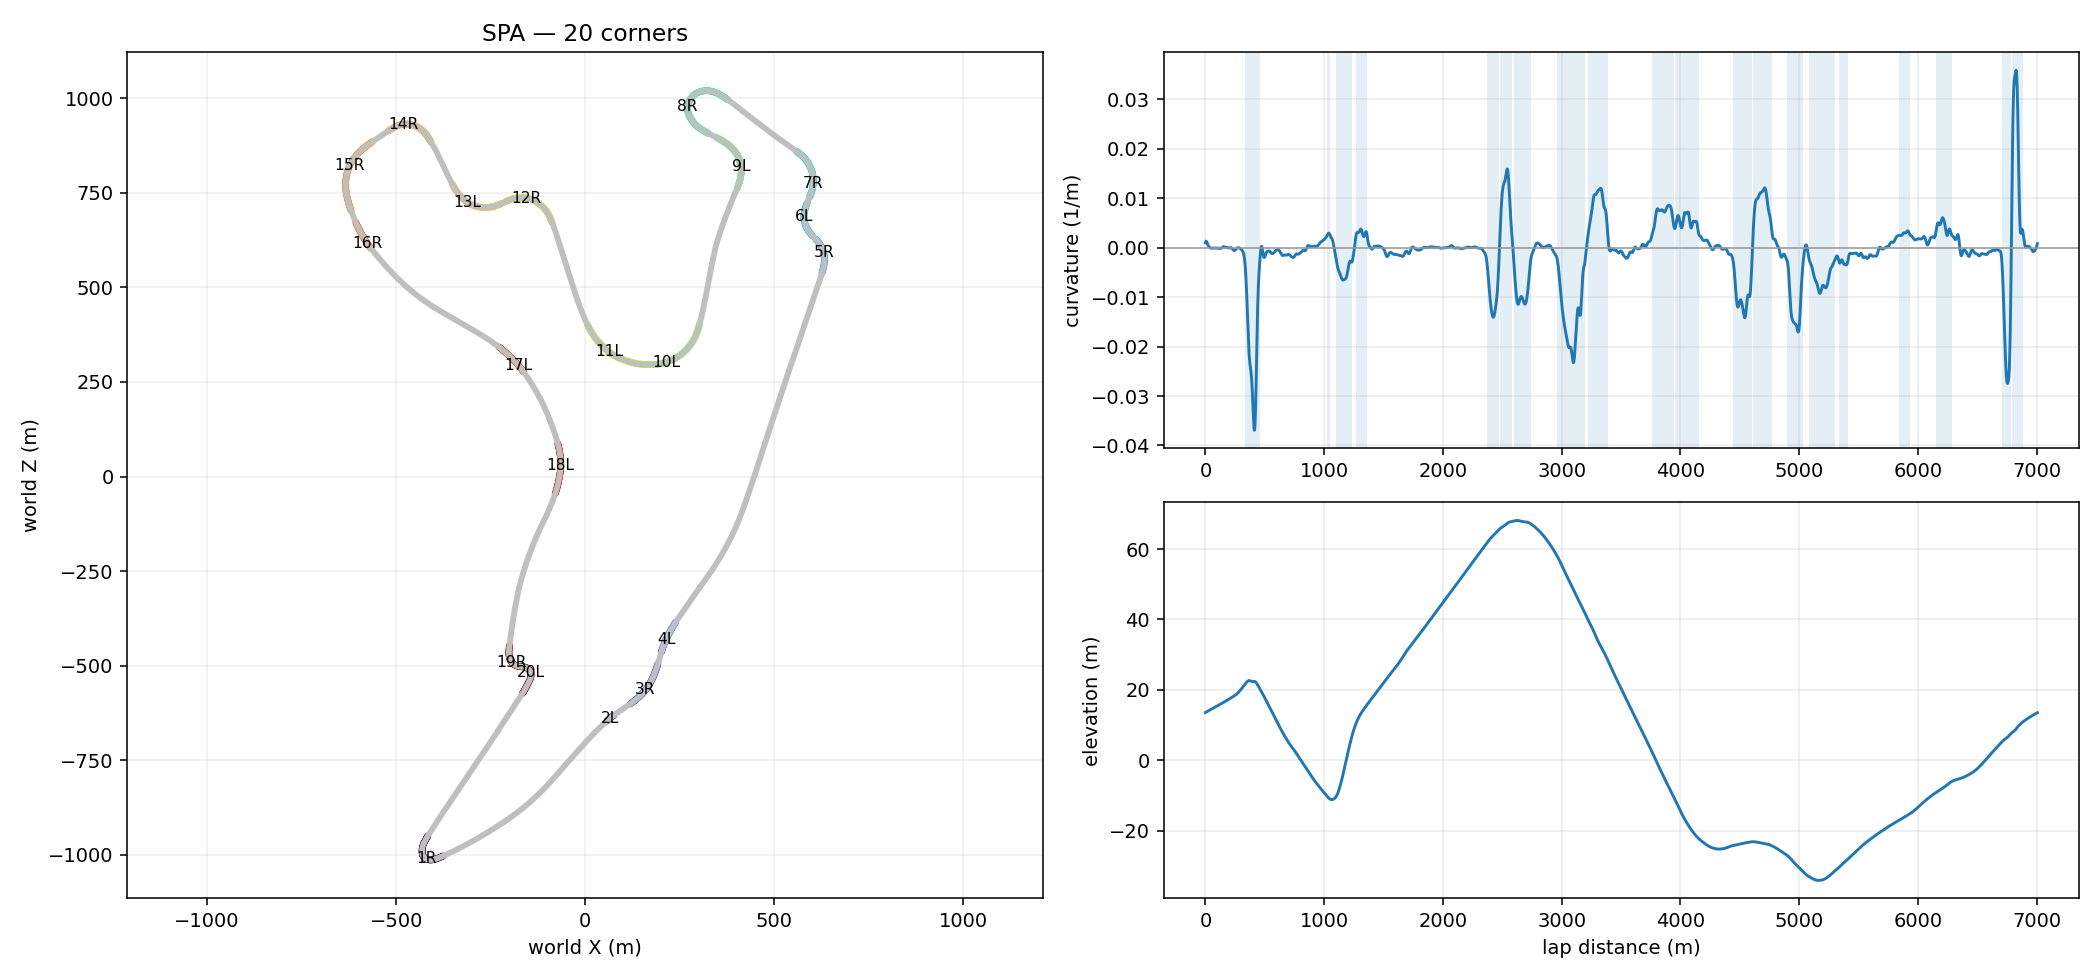 SPA — 20 corners
1000
750
500
250
0
−250
−500
−750
−1000
world Z (m)
−1000
−500
0
500
1000
world X (m)
8R
14R
15R
9L
7R
13L
12R
6L
16R
5R
11L
10L
17L
18L
4L
19R
20L
3R
2L
1R
0.03
0.02
0.01
0.00
−0.01
−0.02
−0.03
−0.04
curvature (1/m)
0
1000
2000
3000
4000
5000
6000
7000
60
40
20
0
−20
elevation (m)
0
1000
2000
3000
4000
5000
6000
7000
lap distance (m)